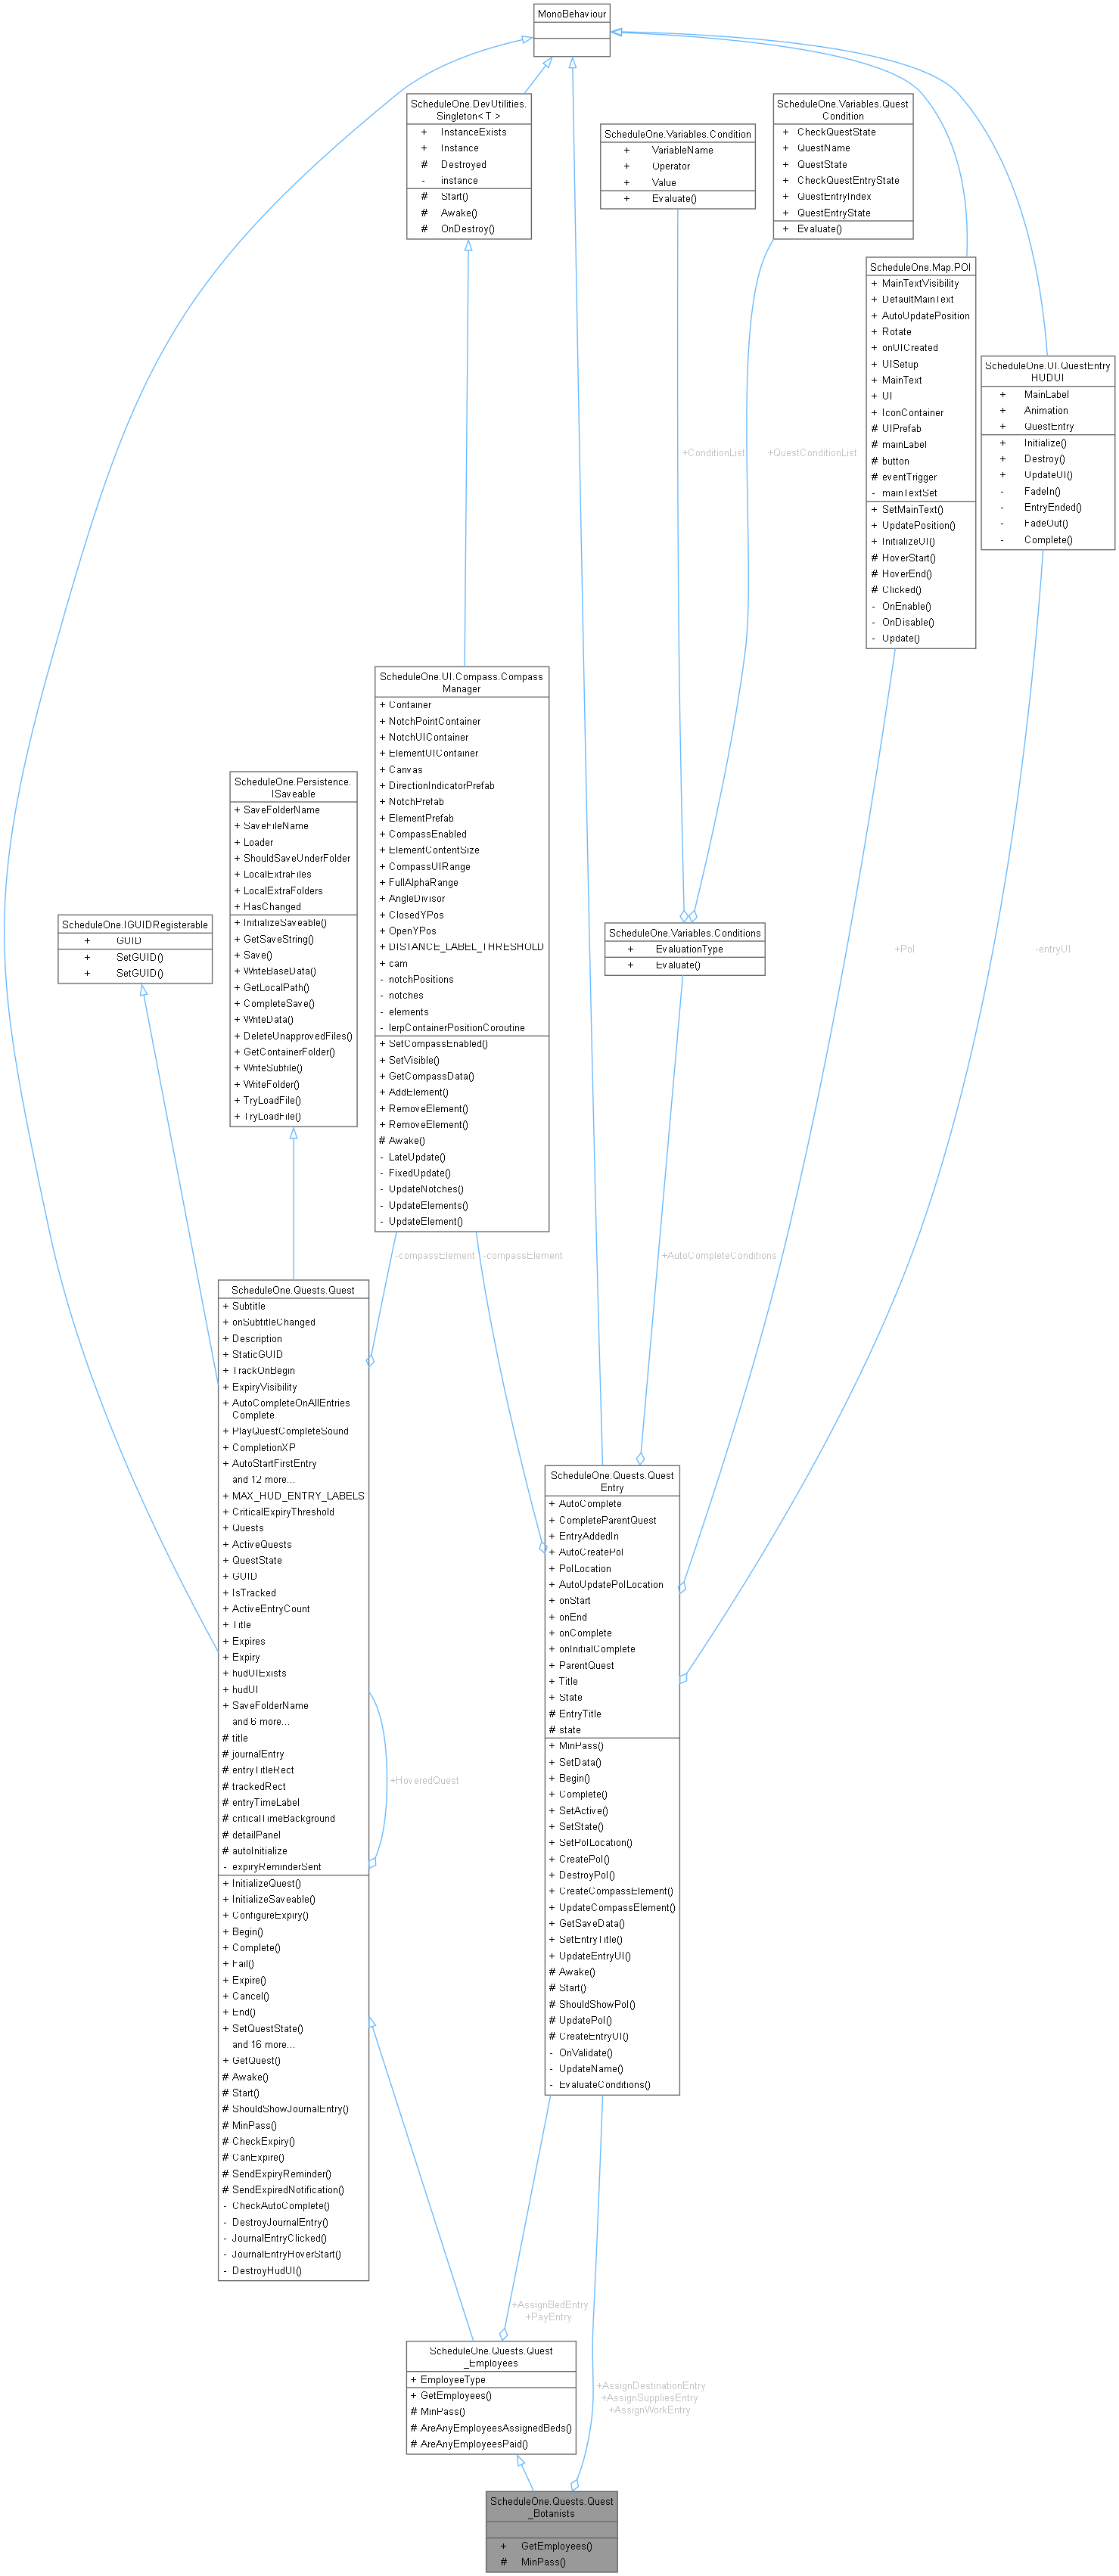 MonoBehaviour
ScheduleOne.DevUtilities.
Singleton< T >
+ InstanceExists
+ Instance
# Destroyed
- instance
# Start()
# Awake()
# OnDestroy()
ScheduleOne.Variables.Condition
+ VariableName
+ Operator
+ Value
+ Evaluate()
ScheduleOne.Variables.Quest
Condition
+ CheckQuestState
+ QuestName
+ QuestState
+ CheckQuestEntryState
+ QuestEntryIndex
+ QuestEntryState
+ Evaluate()
ScheduleOne.Map.POI
+ MainTextVisibility
+ DefaultMainText
+ AutoUpdatePosition
+ Rotate
+ onUICreated
+ UISetup
+ MainText
+ UI
+ IconContainer
# UIPrefab
# mainLabel
# button
# eventTrigger
- mainTextSet
+ SetMainText()
+ UpdatePosition()
+ InitializeUI()
# HoverStart()
# HoverEnd()
# Clicked()
- OnEnable()
- OnDisable()
- Update()
ScheduleOne.UI.QuestEntry
HUDUI
+ MainLabel
+ Animation
+ QuestEntry
+ Initialize()
+ Destroy()
+ UpdateUI()
- FadeIn()
- EntryEnded()
- FadeOut()
- Complete()
+ConditionList
+QuestConditionList
ScheduleOne.UI.Compass.Compass
Manager
+ Container
+ NotchPointContainer
+ NotchUIContainer
+ ElementUIContainer
+ Canvas
+ DirectionIndicatorPrefab
+ NotchPrefab
+ ElementPrefab
+ CompassEnabled
+ ElementContentSize
+ CompassUIRange
+ FullAlphaRange
+ AngleDivisor
+ ClosedYPos
+ OpenYPos
+ DISTANCE_LABEL_THRESHOLD
+ cam
- notchPositions
- notches
- elements
- lerpContainerPositionCoroutine
+ SetCompassEnabled()
+ SetVisible()
+ GetCompassData()
+ AddElement()
+ RemoveElement()
+ RemoveElement()
# Awake()
- LateUpdate()
- FixedUpdate()
- UpdateNotches()
- UpdateElements()
- UpdateElement()
ScheduleOne.Persistence.
ISaveable
+ SaveFolderName
+ SaveFileName
+ Loader
+ ShouldSaveUnderFolder
+ LocalExtraFiles
+ LocalExtraFolders
+ HasChanged
+ InitializeSaveable()
+ GetSaveString()
+ Save()
+ WriteBaseData()
+ GetLocalPath()
+ CompleteSave()
+ WriteData()
+ DeleteUnapprovedFiles()
+ GetContainerFolder()
+ WriteSubfile()
+ WriteFolder()
+ TryLoadFile()
+ TryLoadFile()
ScheduleOne.IGUIDRegisterable
+ GUID
+ SetGUID()
+ SetGUID()
ScheduleOne.Variables.Conditions
+ EvaluationType
+ Evaluate()
+PoI
-entryUI
-compassElement
-compassElement
+AutoCompleteConditions
ScheduleOne.Quests.Quest
+ Subtitle
+ onSubtitleChanged
+ Description
+ StaticGUID
+ TrackOnBegin
+ ExpiryVisibility
+ AutoCompleteOnAllEntries
Complete
+ PlayQuestCompleteSound
+ CompletionXP
+ AutoStartFirstEntry
and 12 more...
+ MAX_HUD_ENTRY_LABELS
+ CriticalExpiryThreshold
+ Quests
+ ActiveQuests
+ QuestState
+ GUID
+ IsTracked
+ ActiveEntryCount
+ Title
+ Expires
+ Expiry
+ hudUIExists
+ hudUI
+ SaveFolderName
and 6 more...
# title
# journalEntry
# entryTitleRect
# trackedRect
# entryTimeLabel
# criticalTimeBackground
# detailPanel
# autoInitialize
- expiryReminderSent
+ InitializeQuest()
+ InitializeSaveable()
+ ConfigureExpiry()
+ Begin()
+ Complete()
+ Fail()
+ Expire()
+ Cancel()
+ End()
+ SetQuestState()
and 16 more...
+ GetQuest()
# Awake()
# Start()
# ShouldShowJournalEntry()
# MinPass()
# CheckExpiry()
# CanExpire()
# SendExpiryReminder()
# SendExpiredNotification()
- CheckAutoComplete()
- DestroyJournalEntry()
- JournalEntryClicked()
- JournalEntryHoverStart()
- DestroyHudUI()
+HoveredQuest
ScheduleOne.Quests.Quest
Entry
+ AutoComplete
+ CompleteParentQuest
+ EntryAddedIn
+ AutoCreatePoI
+ PoILocation
+ AutoUpdatePoILocation
+ onStart
+ onEnd
+ onComplete
+ onInitialComplete
+ ParentQuest
+ Title
+ State
# EntryTitle
# state
+ MinPass()
+ SetData()
+ Begin()
+ Complete()
+ SetActive()
+ SetState()
+ SetPoILocation()
+ CreatePoI()
+ DestroyPoI()
+ CreateCompassElement()
+ UpdateCompassElement()
+ GetSaveData()
+ SetEntryTitle()
+ UpdateEntryUI()
# Awake()
# Start()
# ShouldShowPoI()
# UpdatePoI()
# CreateEntryUI()
- OnValidate()
- UpdateName()
- EvaluateConditions()
+AssignBedEntry
+PayEntry
ScheduleOne.Quests.Quest
_Employees
+ EmployeeType
+ GetEmployees()
# MinPass()
# AreAnyEmployeesAssignedBeds()
# AreAnyEmployeesPaid()
+AssignDestinationEntry
+AssignSuppliesEntry
+AssignWorkEntry
ScheduleOne.Quests.Quest
_Botanists
+ GetEmployees()
# MinPass()